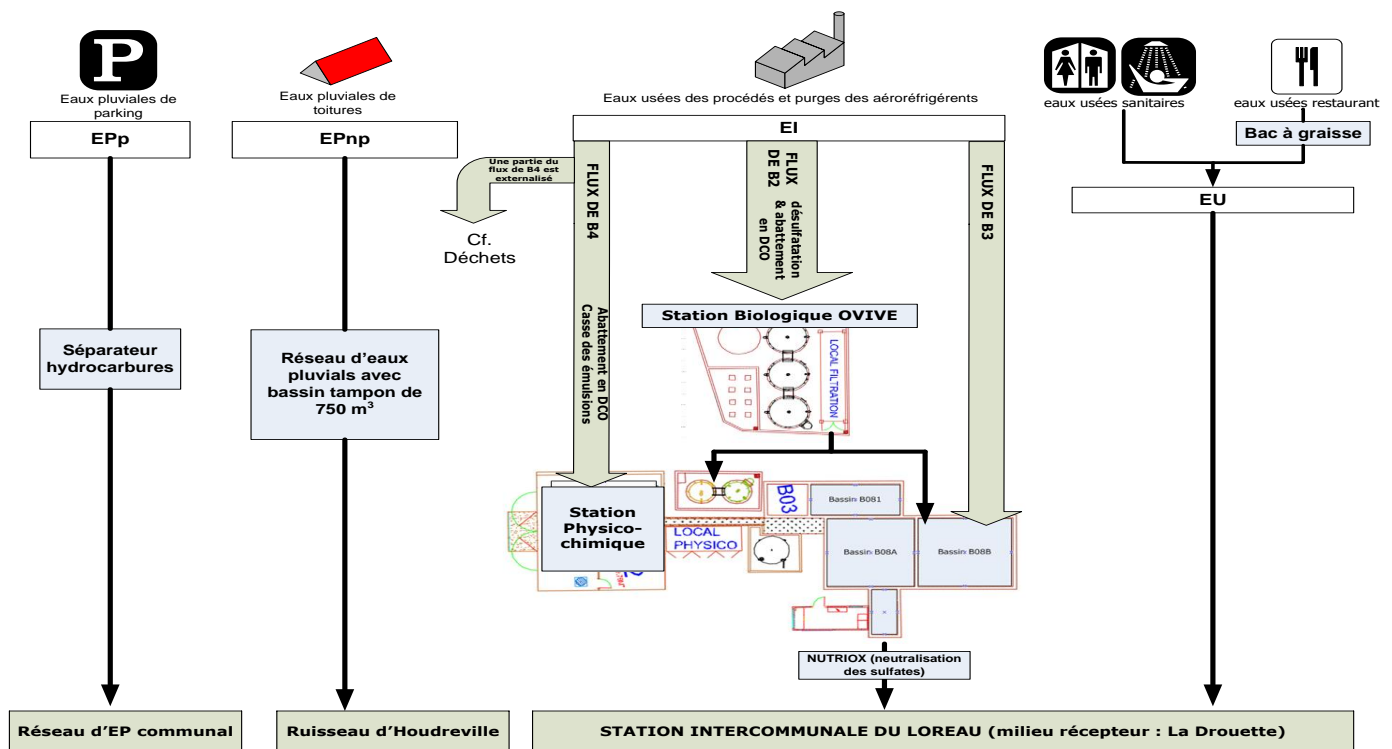 P
Eaux pluviales de
parking
EPp
Séparateur
hydrocarbures
Réseau d'EP communal
Eaux pluviales de
toitures
EPnp
Réseau d'eaux
pluvials avec
bassin tampon de
750 m³
Ruisseau d'Houdreville
Eaux usées des procédés et purges des aéroréfrigérents
EI
Une partie du
flux de B4 est
externalisé
Cf.
Déchets
FLUX DE B4
Abattement en DCO
Casse des émulsions
FLUX
DE B2
désulfatation
& abattement
en DCO
FLUX DE B3
Station Biologique OVIVE
LOCAL FILTRATION
Station
Physico-
chimique
LOCAL
PHYSICO
B03
Bassin B081
Bassin B08A
Bassin B08B
NUTRIOX (neutralisation
des sulfates)
eaux usées sanitaires
eaux usées restaurant
Bac à graisse
EU
STATION INTERCOMMUNALE DU LOREAU (milieu récepteur : La Drouette)